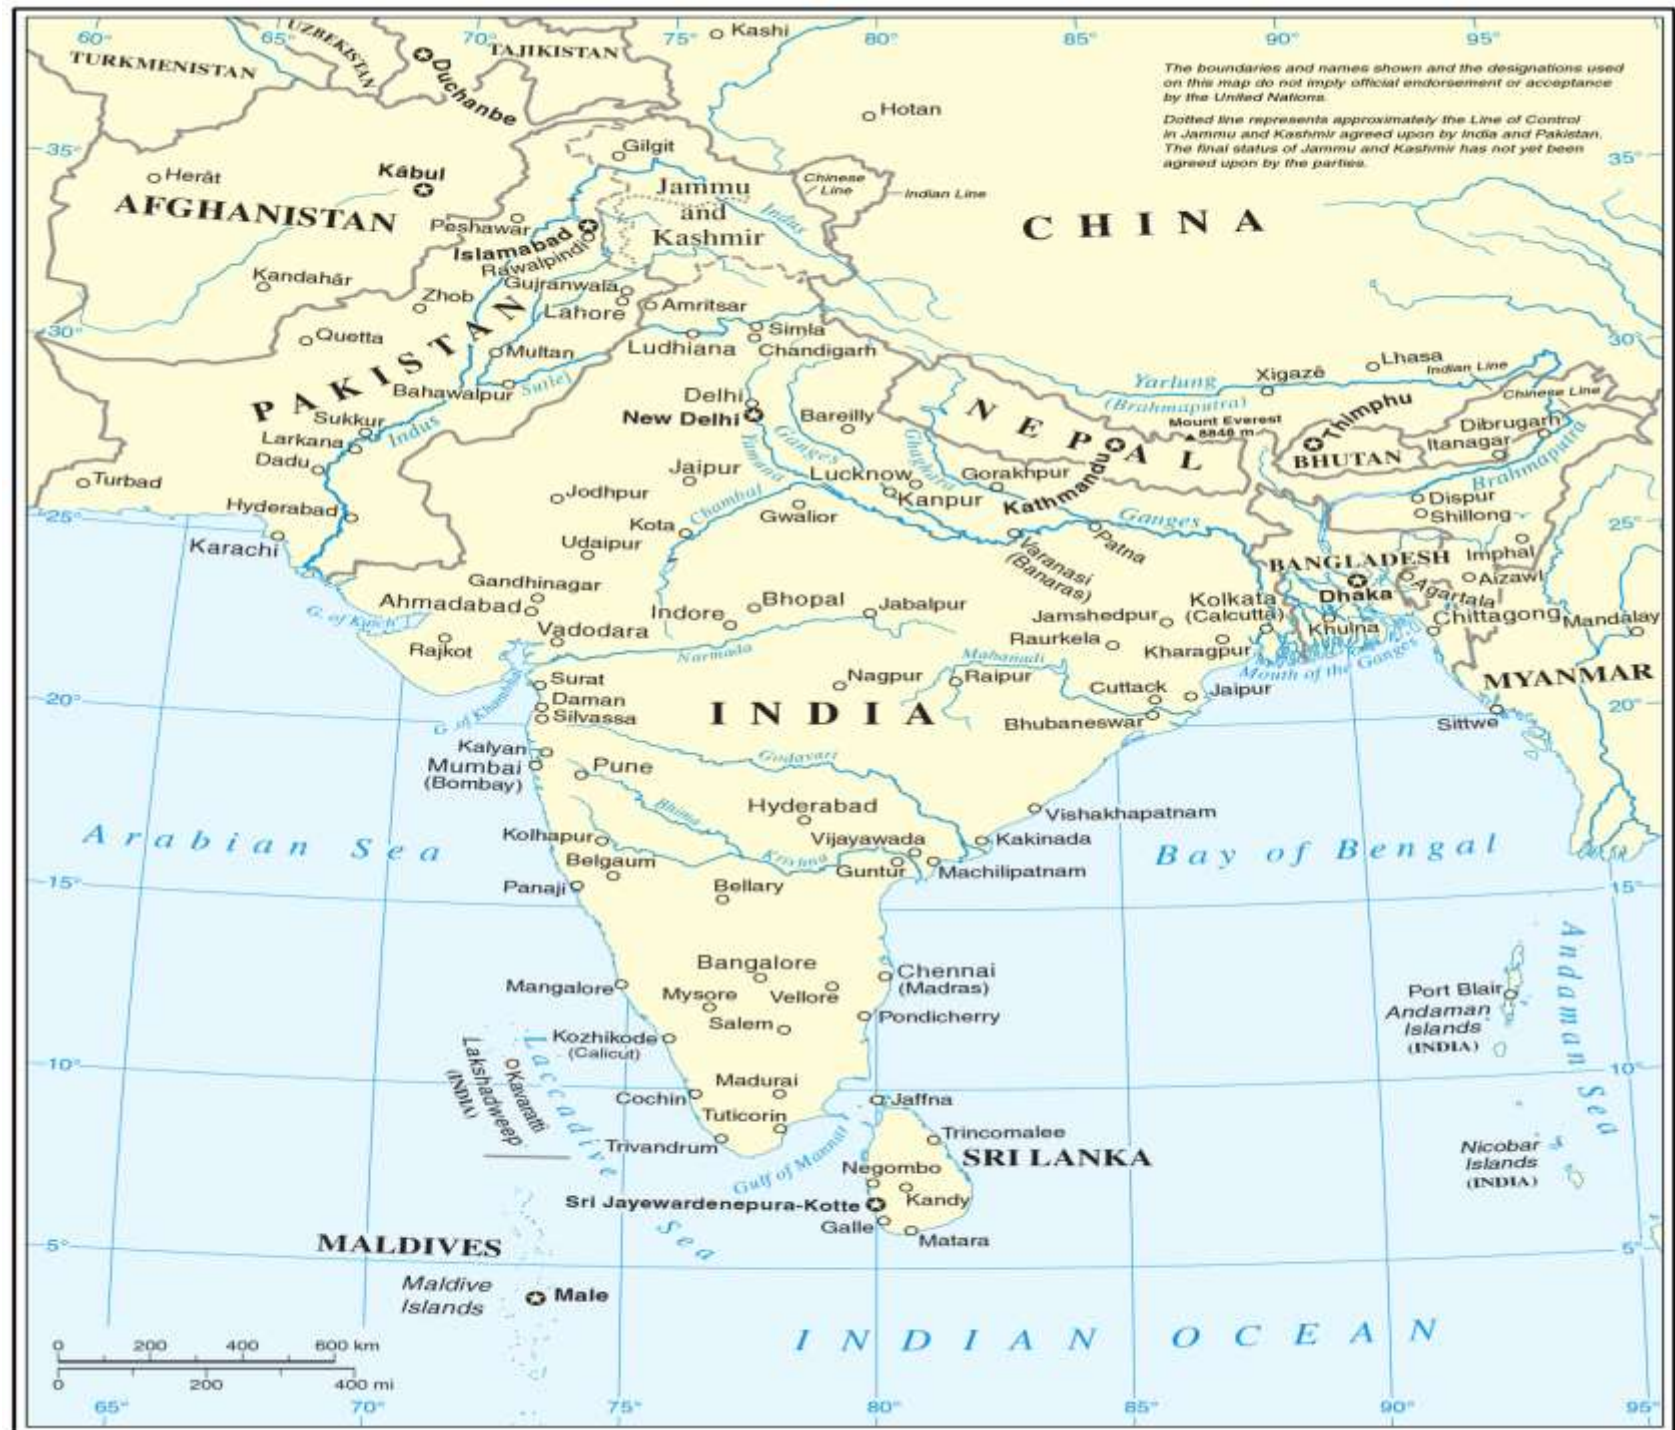 60°
65°
70°
75°
80°
85°
90°
95°
UZBEKISTAN
TAJIKISTAN
Kashi
TURKMENISTAN
Duchanbe
The boundaries and names shown and the designations used
on this map do not imply official endorsement or acceptance
by the United Nations.
Dotted line represents approximately the Line of Control
in Jammu and Kashmir agreed upon by India and Pakistan.
The final status of Jammu and Kashmir has not yet been
agreed upon by the parties.
Hotan
35°
35°
Gilgit
Herāt
Kābul
Jammu
and
Kashmir
Chinese
Line
Indian Line
AFGHANISTAN
CHINA
Indus
Peshawar
Islamabad
Rawalpindi
Kandahār
Zhob
Gujranwala
Lahore
Amritsar
30°
30°
Quetta
PAKISTAN
Multan
Ludhiana
Simla
Chandigarh
Bahawalpur
Sutlej
Lhasa
Indian Line
Xigazê
Yarlung
(Brahmaputra)
Chinese Line
Delhi
New Delhi
Bareilly
NEPAL
Mount Everest
8848 m
Thimphu
Dibrugarh
Itanagar
BHUTAN
Brahmaputra
Sukkur
Larkana
Indus
Dadu
Turbad
Yamuna
Ganges
Ghaghara
Jaipur
Lucknow
Gorakhpur
Kathmandu
Jodhpur
Kanpur
Dispur
Shillong
Hyderabad
25°
25°
Kota
Chambal
Gwalior
Ganges
Karachi
Udaipur
Varanasi
(Banaras)
Patna
BANGLADESH
Imphal
Aizawl
Gandhinagar
Ahmadabad
Bhopal
Jabalpur
Indore
Jamshedpur
Kolkata
(Calcutta)
Dhaka
Agartala
G. of Kutch
Vadodara
Rajkot
Raurkela
Kharagpur
Khulna
Chittagong
Mandalay
Narmada
Mahanadi
Mouth of the Ganges
MYANMAR
Surat
Nagpur
Raipur
Cuttack
Jaipur
20°
20°
G. of Khambhat
Daman
Silvassa
INDIA
Bhubaneswar
Sittwe
Kalyan
Mumbai
(Bombay)
Pune
Godavari
Hyderabad
Bhima
Vishakhapatnam
Arabian Sea
Kolhapur
Vijayawada
Kakinada
Bay of Bengal
Belgaum
Krishna
Guntur
Machilipatnam
15°
15°
Panaji
Bellary
Bangalore
Chennai
(Madras)
Mangalore
Mysore
Vellore
Port Blair
Andaman
Islands
(INDIA)
Andaman Sea
Salem
Pondicherry
Kozhikode
(Calicut)
Lakshadweep
(INDIA)
Kavaratti
Laccadive Sea
10°
10°
Madurai
Cochin
Jaffna
Tuticorin
Trivandrum
Gulf of Mannar
Trincomalee
SRI LANKA
Nicobar
Islands
(INDIA)
Negombo
Kandy
Sri Jayewardenepura-Kotte
Galle
Matara
5°
5°
MALDIVES
Maldive
Islands
Male
INDIAN OCEAN
0 200 400 600 km
0 200 400 mi
65°
70°
75°
80°
85°
90°
95°